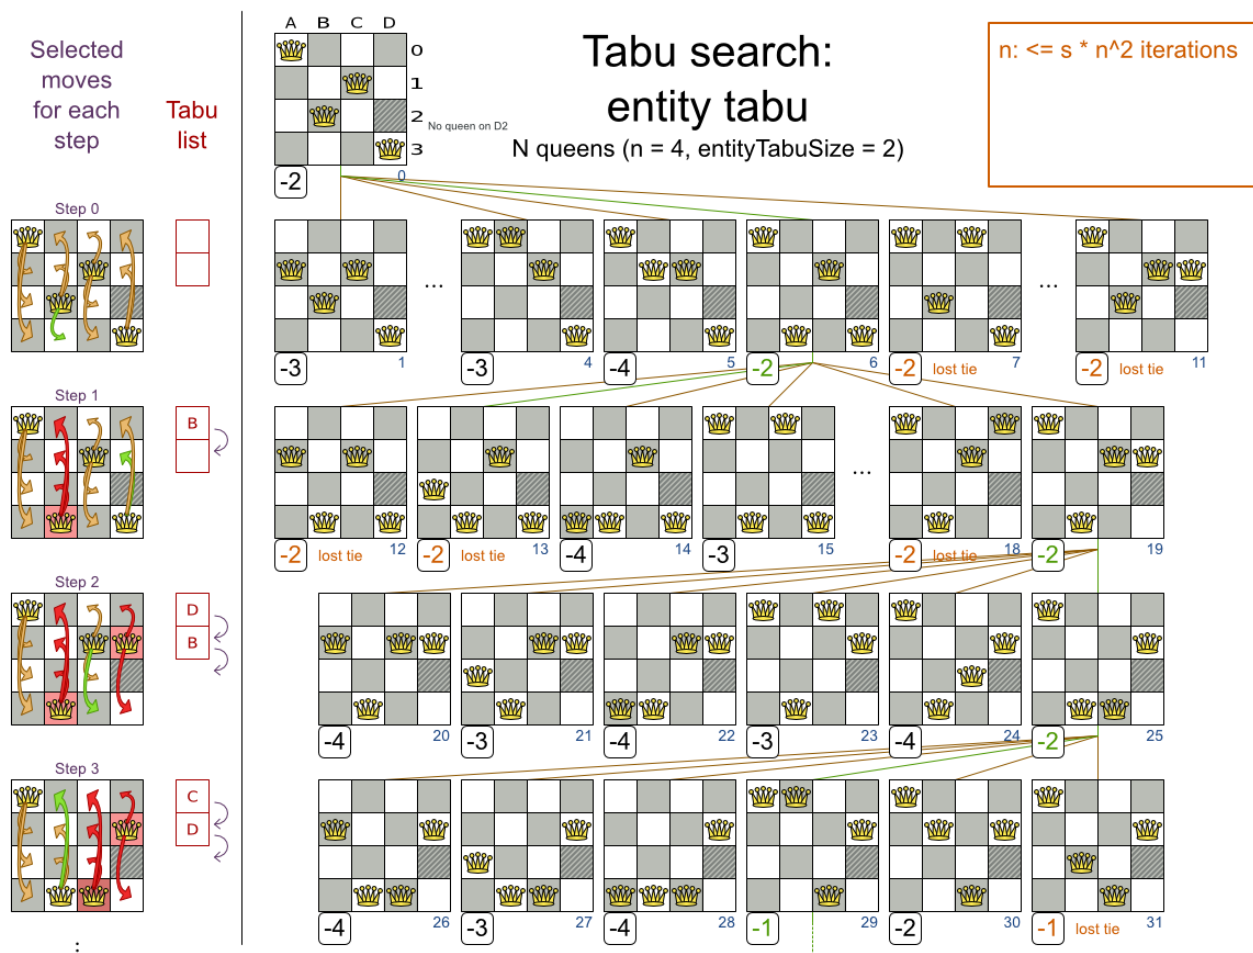 Selected
moves
for each
step
Tabu
list
A B C D
0
1
2
3
No queen on D2
-2
0
Tabu search:
entity tabu
N queens (n = 4, entityTabuSize = 2)
n: <= s * n^2 iterations
Step 0
...
...
-3 1
-3 4
-4 5
-2 6
-2 lost tie 7
-2 lost tie 11
Step 1
B
...
-2 lost tie 12
-2 lost tie 13
-4 14
-3 15
-2 lost tie 18
-2 19
Step 2
D
B
-4 20
-3 21
-4 22
-3 23
-4 24
-2 25
Step 3
C
D
-4 26
-3 27
-4 28
-1 29
-2 30
-1 lost tie 31
: